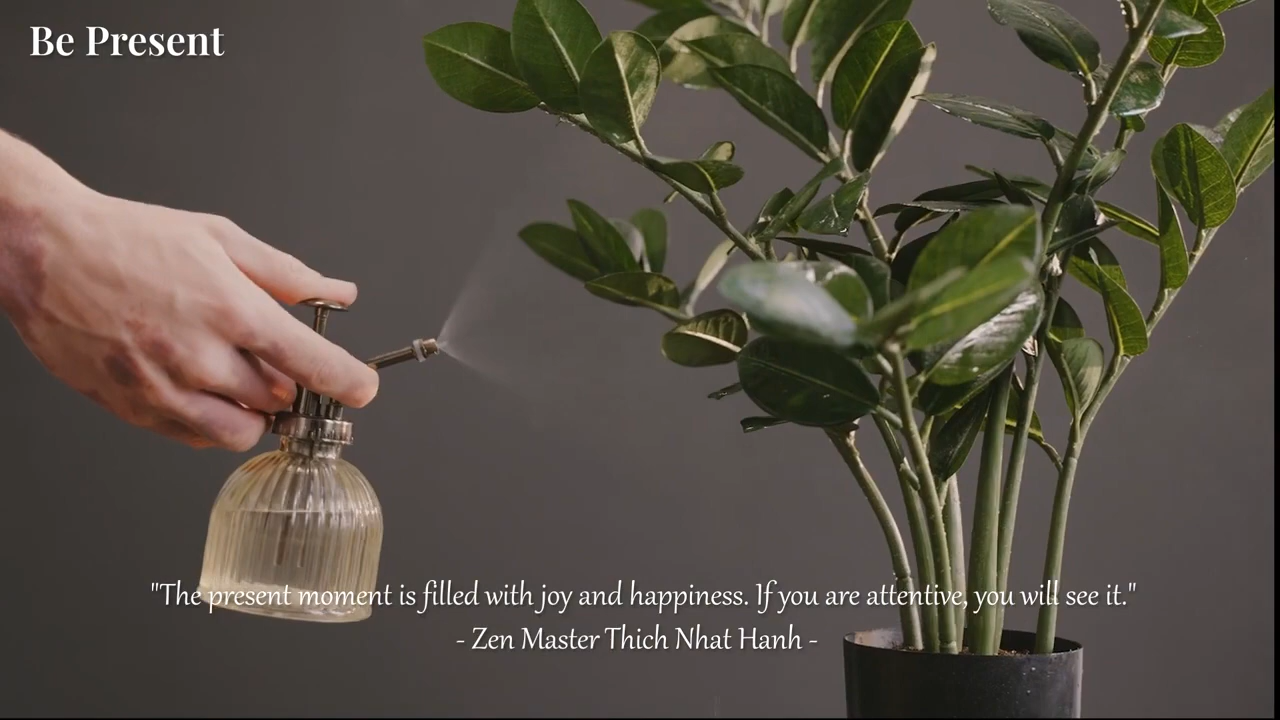 Be Present
"The present moment is filled with joy and happiness. If you are attentive, you will see it."
- Zen Master Thich Nhat Hanh -